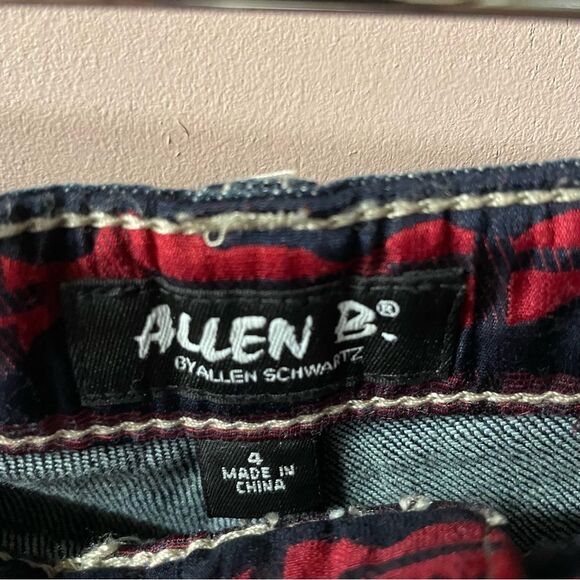 ALLEN B.®
BY ALLEN SCHWARTZ
4
MADE IN
CHINA